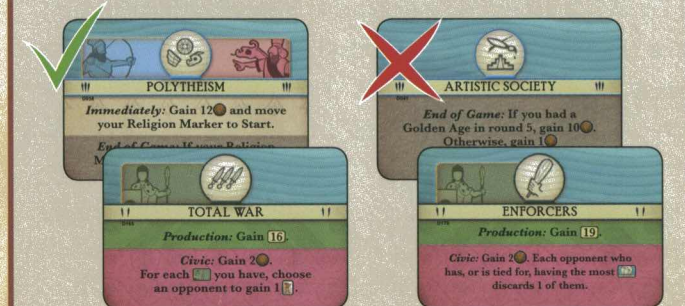 POLYTHEISM
Immediately: Gain 12 and move
your Religion Marker to Start.
End of Game: If your Religion
TOTAL WAR
Production: Gain 16.
Civic: Gain 2.
For each you have, choose
an opponent to gain 1.
ARTISTIC SOCIETY
End of Game: If you had a
Golden Age in round 5, gain 10.
Otherwise, gain 1
ENFORCERS
Production: Gain 19.
Civic: Gain 2. Each opponent who
has, or is tied for, having the most
discards 1 of them.